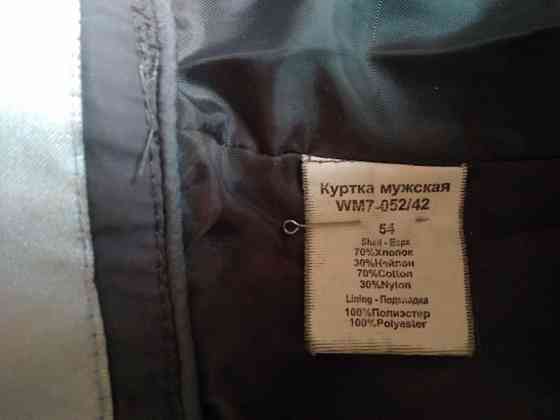 Куртка мужская
WM7-052/42
54
Shell - Верх
70%Хлопок
30%Нейлон
70%Cotton
30%Nylon
Lining - Подкладка
100%Полиэстер
100%Polyester